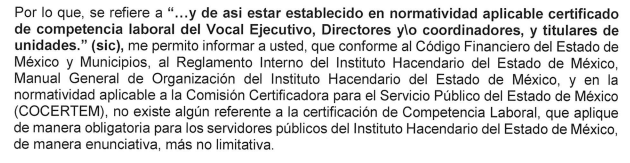 Por lo que, se refiere a “…y de asi estar establecido en normatividad aplicable certificado
de competencia laboral del Vocal Ejecutivo, Directores y\o coordinadores, y titulares de
unidades.” (sic), me permito informar a usted, que conforme al Código Financiero del Estado de
México y Municipios, al Reglamento Interno del Instituto Hacendario del Estado de México,
Manual General de Organización del Instituto Hacendario del Estado de México, y en la
normatividad aplicable a la Comisión Certificadora para el Servicio Público del Estado de México
(COCERTEM), no existe algún referente a la certificación de Competencia Laboral, que aplique
de manera obligatoria para los servidores públicos del Instituto Hacendario del Estado de México,
de manera enunciativa, más no limitativa.